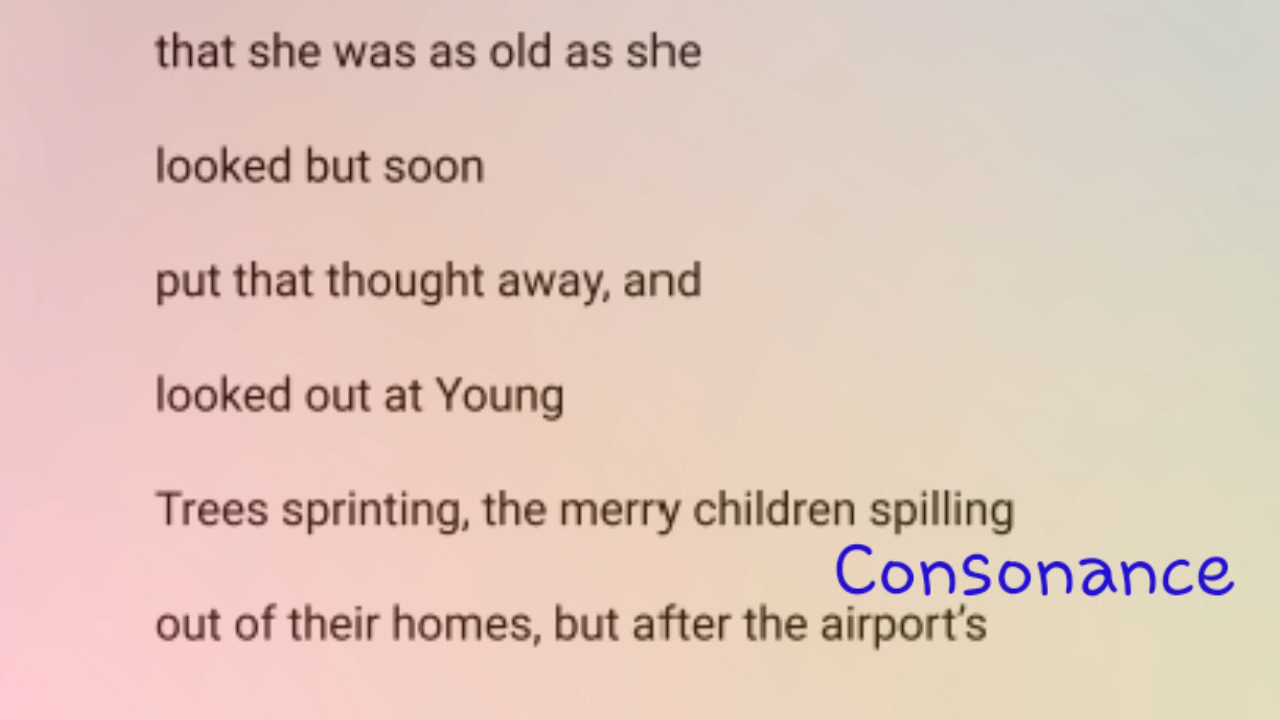 that she was as old as she
looked but soon
put that thought away, and
looked out at Young
Trees sprinting, the merry children spilling
Consonance
out of their homes, but after the airport’s